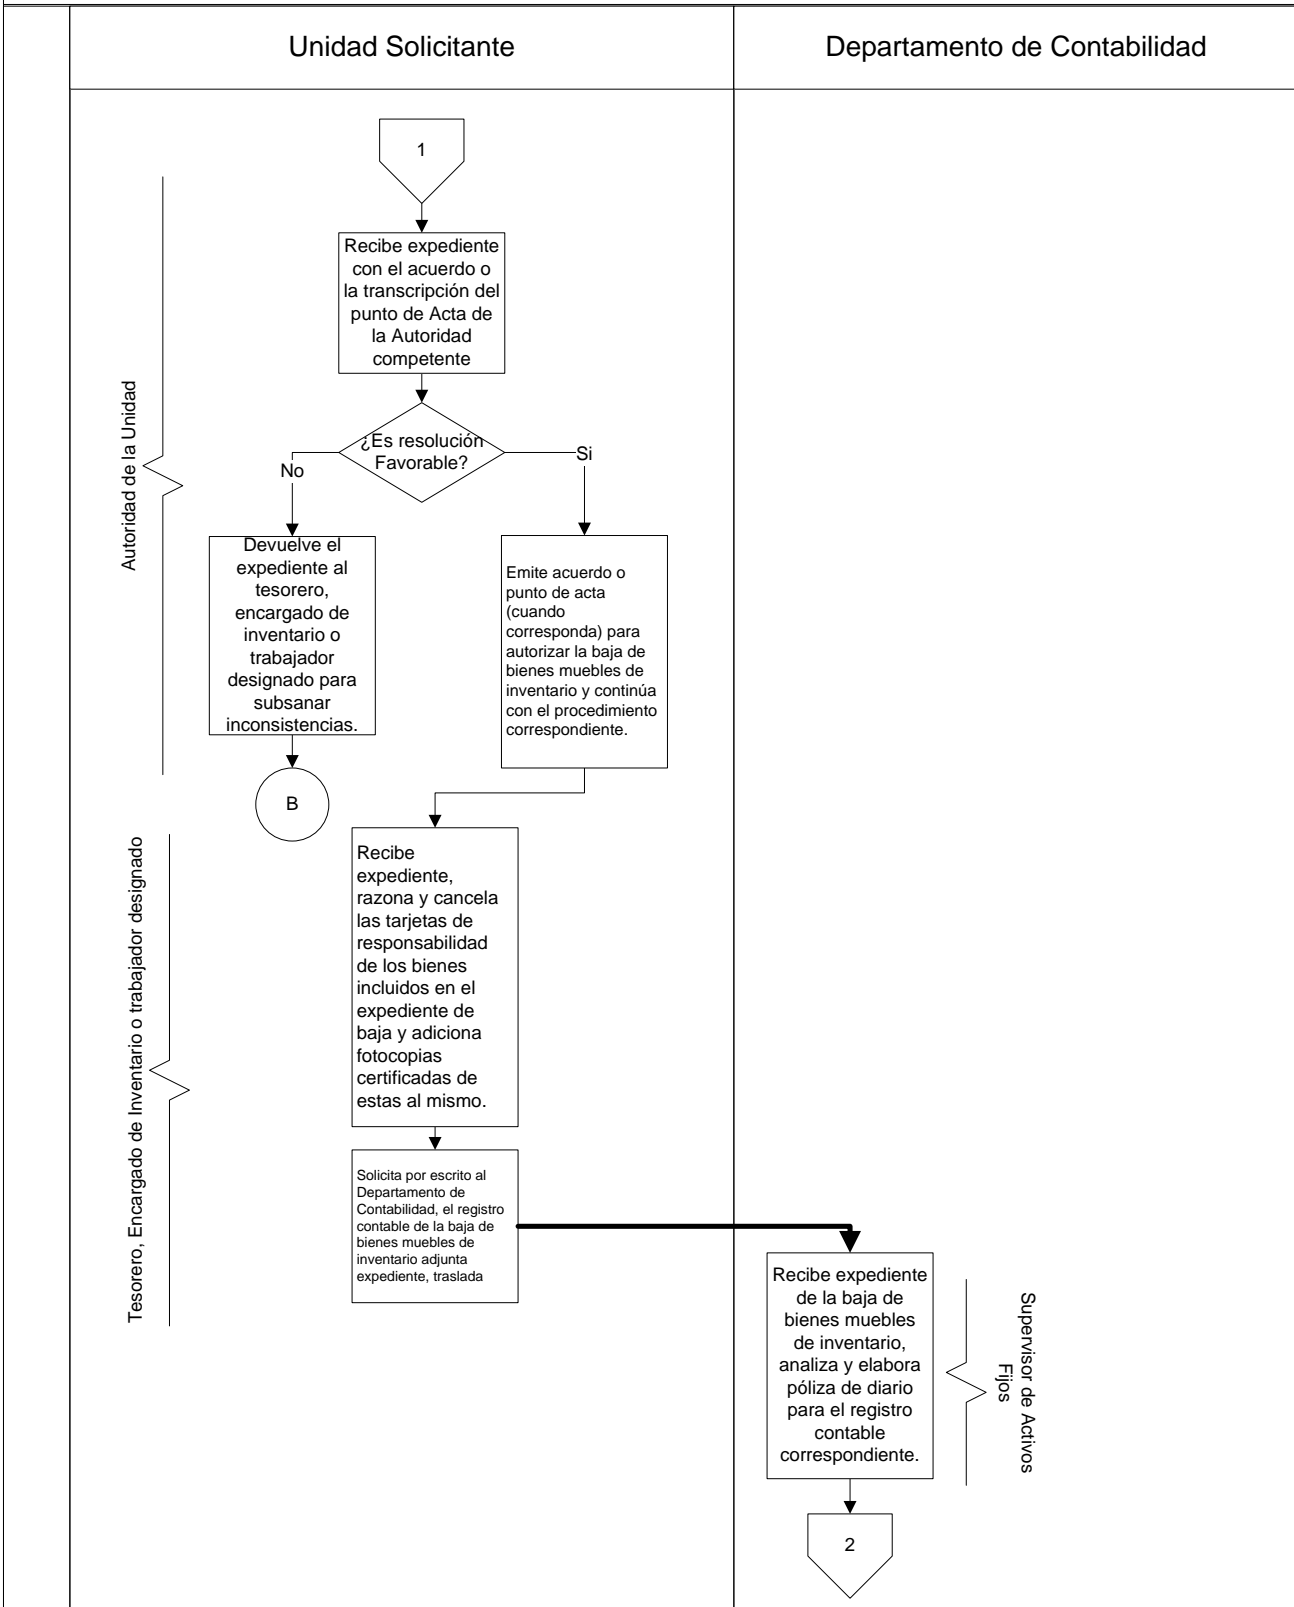 Unidad Solicitante
Departamento de Contabilidad
1
Autoridad de la Unidad
Recibe expediente
con el acuerdo o
la transcripción del
punto de Acta de
la Autoridad
competente
¿Es resolución
Favorable?
No
Si
Devuelve el
expediente al
tesorero,
encargado de
inventario o
trabajador
designado para
subsanar
inconsistencias.
Emite acuerdo o
punto de acta
(cuando
corresponda) para
autorizar la baja de
bienes muebles de
inventario y continúa
con el procedimiento
correspondiente.
B
Tesorero, Encargado de Inventario o trabajador designado
Recibe
expediente,
razona y cancela
las tarjetas de
responsabilidad
de los bienes
incluidos en el
expediente de
baja y adiciona
fotocopias
certificadas de
estas al mismo.
Solicita por escrito al
Departamento de
Contabilidad, el registro
contable de la baja de
bienes muebles de
inventario adjunta
expediente, traslada
Recibe expediente
de la baja de
bienes muebles
de inventario,
analiza y elabora
póliza de diario
para el registro
contable
correspondiente.
Supervisor de Activos
Fijos
2